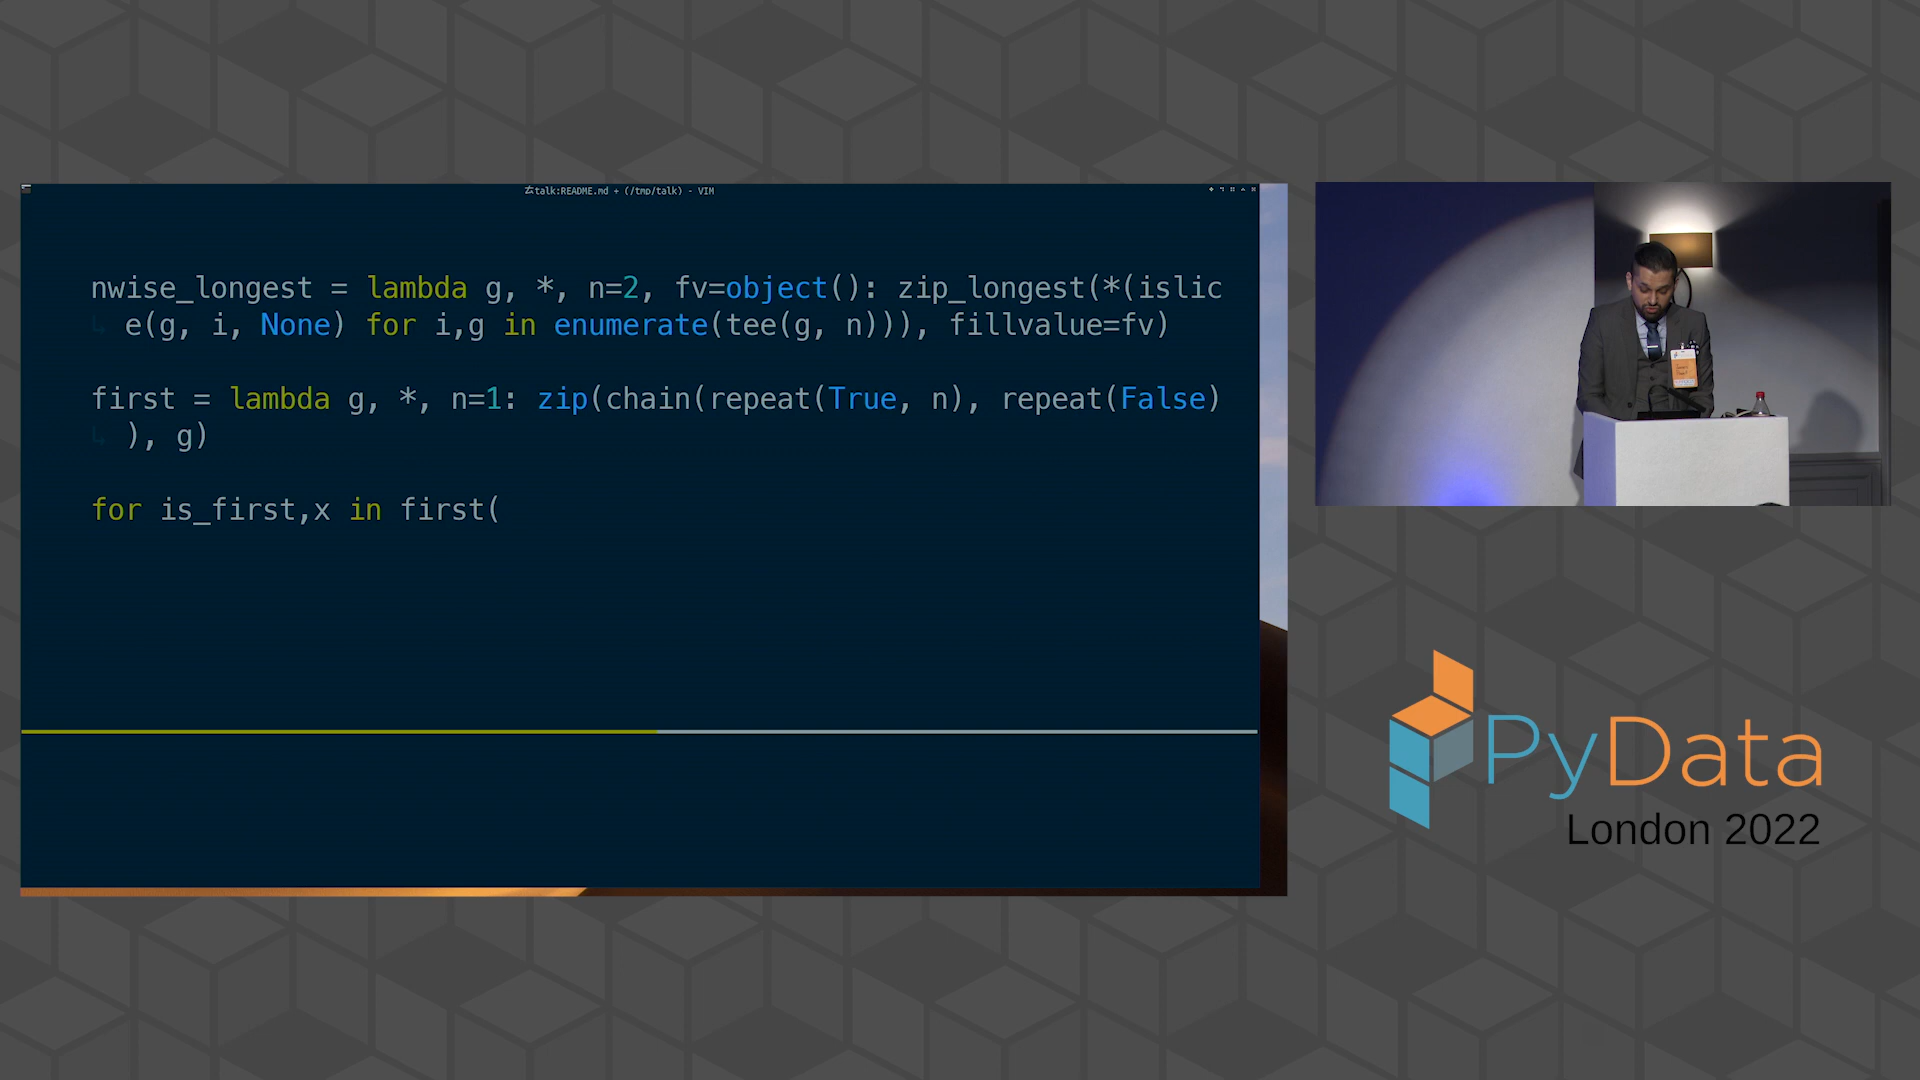 talk:README.md + (/tmp/talk) - VIM
nwise_longest = lambda g, *, n=2, fv=object(): zip_longest(*(islic
↳ e(g, i, None) for i,g in enumerate(tee(g, n))), fillvalue=fv)
first = lambda g, *, n=1: zip(chain(repeat(True, n), repeat(False)
↳ ), g)
for is_first,x in first(
PyData
London 2022